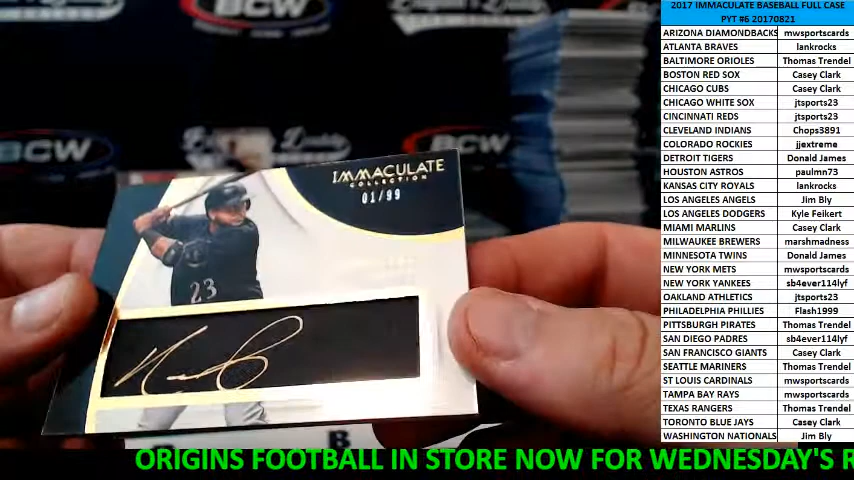 2017 IMMACULATE BASEBALL FULL CASE
PYT #6 20170821
ARIZONA DIAMONDBACKS mwsportscards
ATLANTA BRAVES lankrocks
BALTIMORE ORIOLES Thomas Trendel
BOSTON RED SOX Casey Clark
CHICAGO CUBS Casey Clark
CHICAGO WHITE SOX jtsports23
CINCINNATI REDS jtsports23
CLEVELAND INDIANS Chops3891
COLORADO ROCKIES jjextreme
DETROIT TIGERS Donald James
HOUSTON ASTROS paulmn73
KANSAS CITY ROYALS lankrocks
LOS ANGELES ANGELS Jim Bly
LOS ANGELES DODGERS Kyle Feikert
MIAMI MARLINS Casey Clark
MILWAUKEE BREWERS marshmadness
MINNESOTA TWINS Donald James
NEW YORK METS mwsportscards
NEW YORK YANKEES sb4ever114lyf
OAKLAND ATHLETICS jtsports23
PHILADELPHIA PHILLIES Flash1999
PITTSBURGH PIRATES Thomas Trendel
SAN DIEGO PADRES sb4ever114lyf
SAN FRANCISCO GIANTS Casey Clark
SEATTLE MARINERS Thomas Trendel
ST LOUIS CARDINALS mwsportscards
TAMPA BAY RAYS mwsportscards
TEXAS RANGERS Thomas Trendel
TORONTO BLUE JAYS Casey Clark
WASHINGTON NATIONALS Jim Bly
BCW
BCW
BCW
IMMACULATE
COLLECTION
01/99
23
B
ORIGINS FOOTBALL IN STORE NOW FOR WEDNESDAY'S R